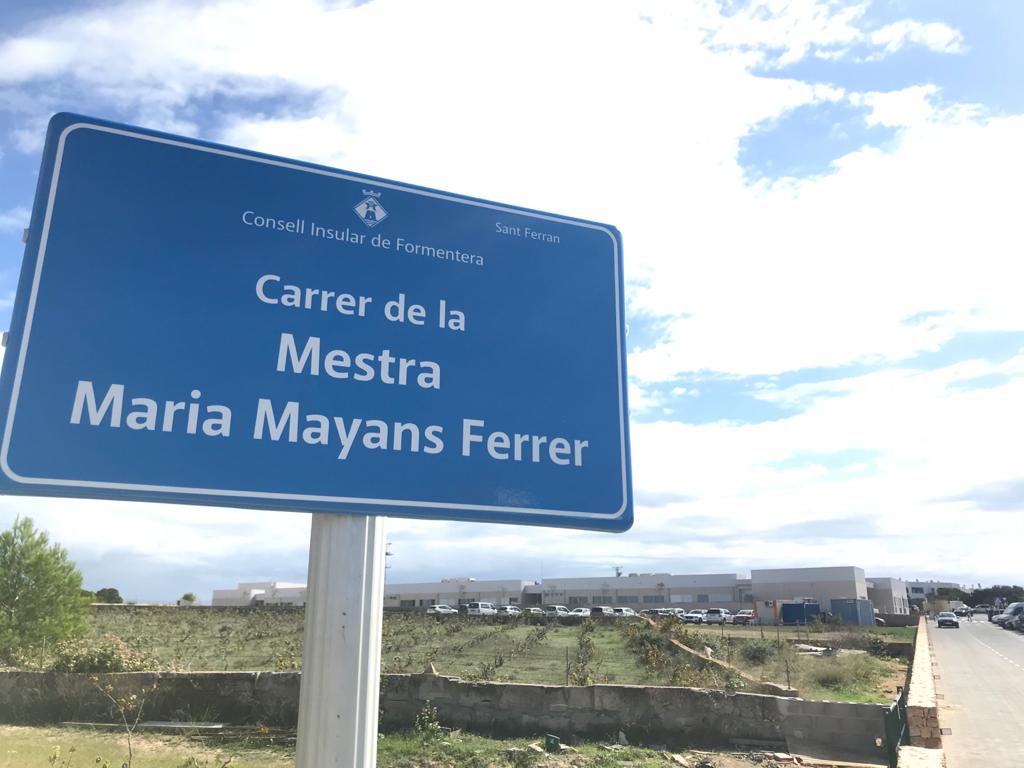 Consell Insular de Formentera
Sant Ferran
Carrer de la
Mestra
Maria Mayans Ferrer